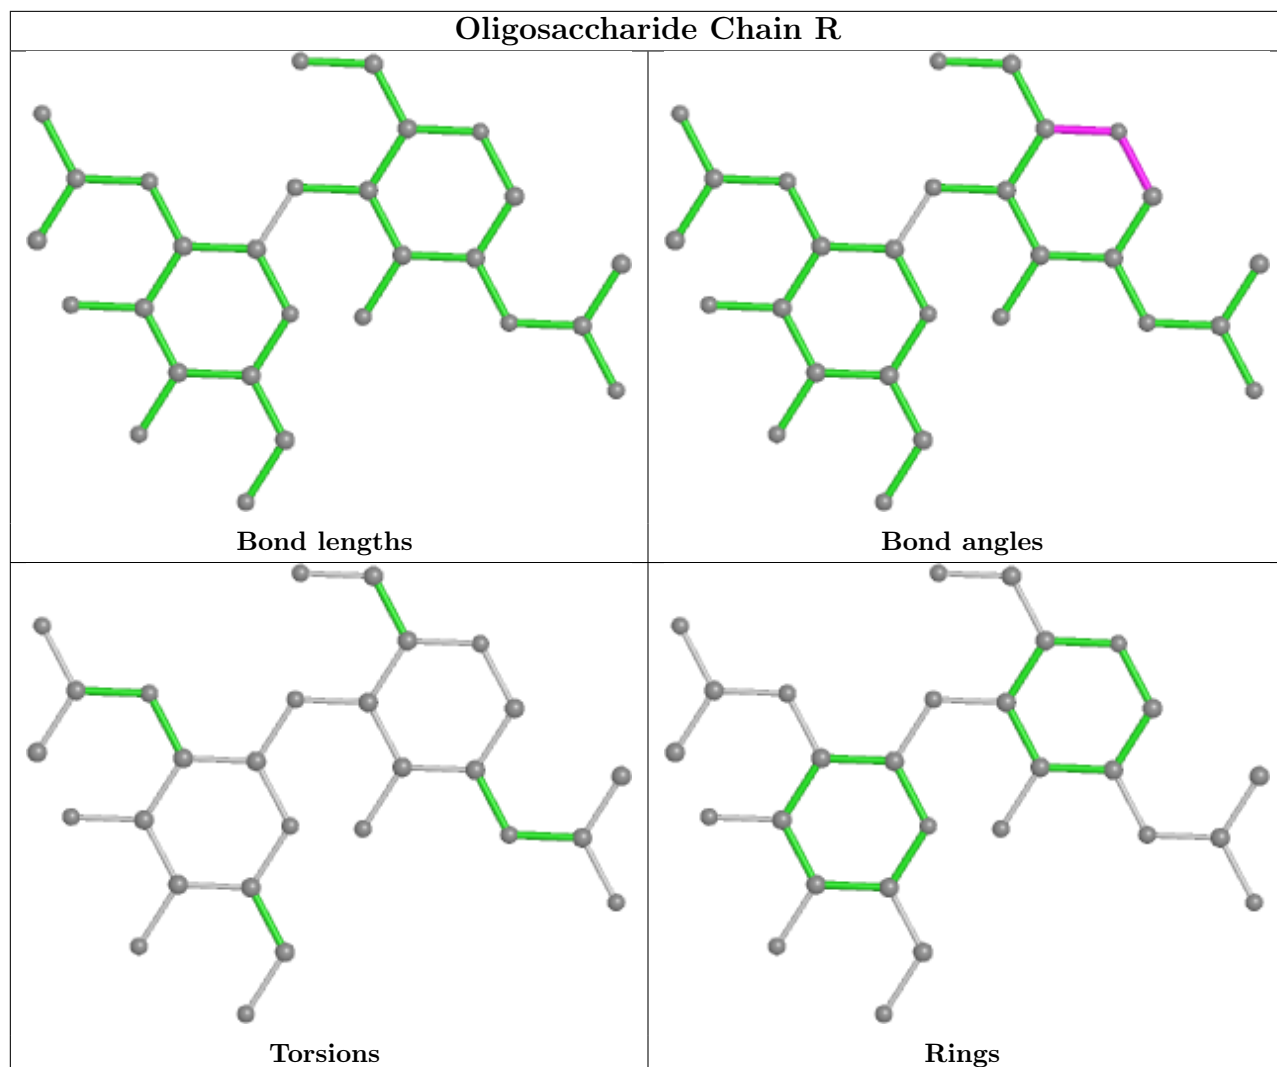 Oligosaccharide Chain R
Bond lengths
Bond angles
Torsions
Rings